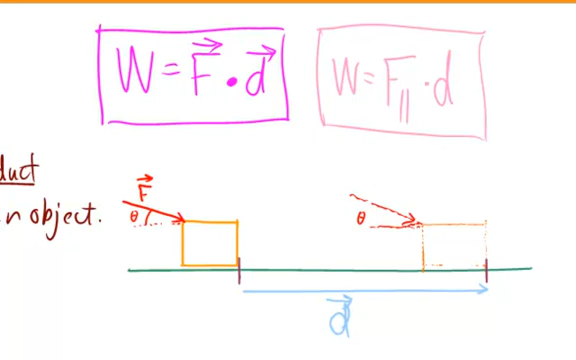 W = F⃗ • d⃗
W = F∥ · d
duct
n object.
F⃗
θ
θ
d⃗